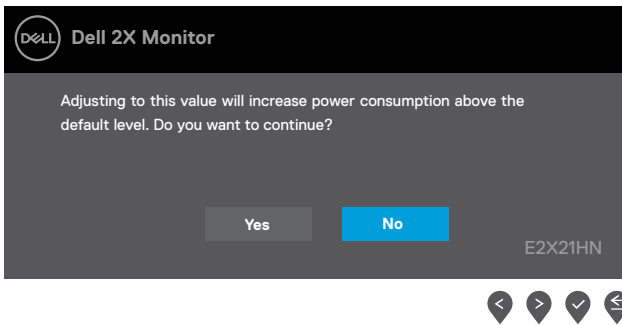 DELL Dell 2X Monitor
Adjusting to this value will increase power consumption above the
default level. Do you want to continue?
Yes No
E2X21HN